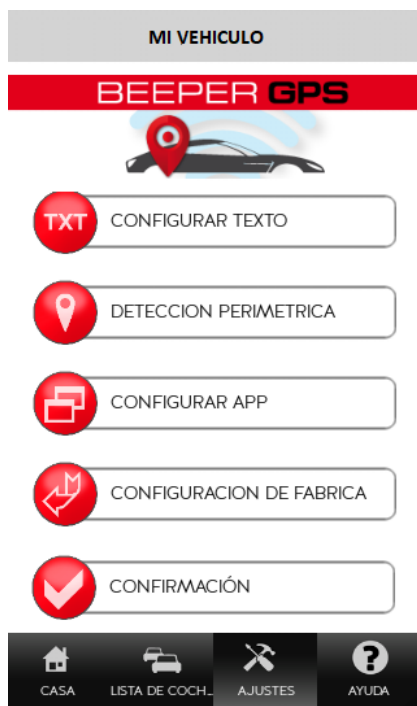 MI VEHICULO
BEEPER GPS
TXT CONFIGURAR TEXTO
DETECCION PERIMETRICA
CONFIGURAR APP
CONFIGURACION DE FABRICA
CONFIRMACIÓN
CASA LISTA DE COCH... AJUSTES AYUDA